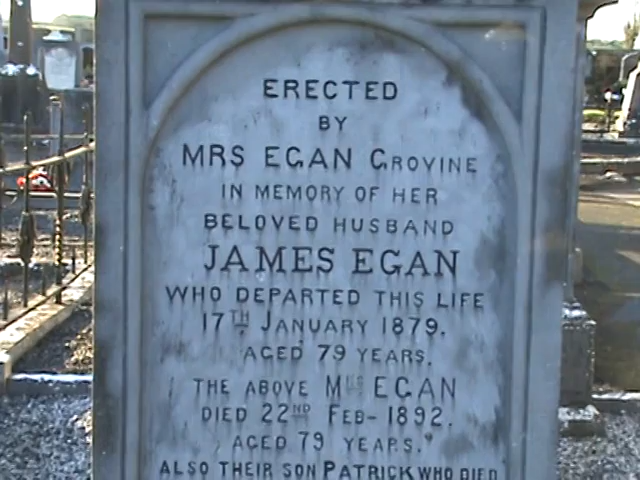 ERECTED
BY
MRS EGAN GROVINE
IN MEMORY OF HER
BELOVED HUSBAND
JAMES EGAN
WHO DEPARTED THIS LIFE
17TH JANUARY 1879.
AGED 79 YEARS.
THE ABOVE MRS EGAN
DIED 22ND FEB- 1892.
AGED 79 YEARS.
ALSO THEIR SON PATRICK WHO DIED